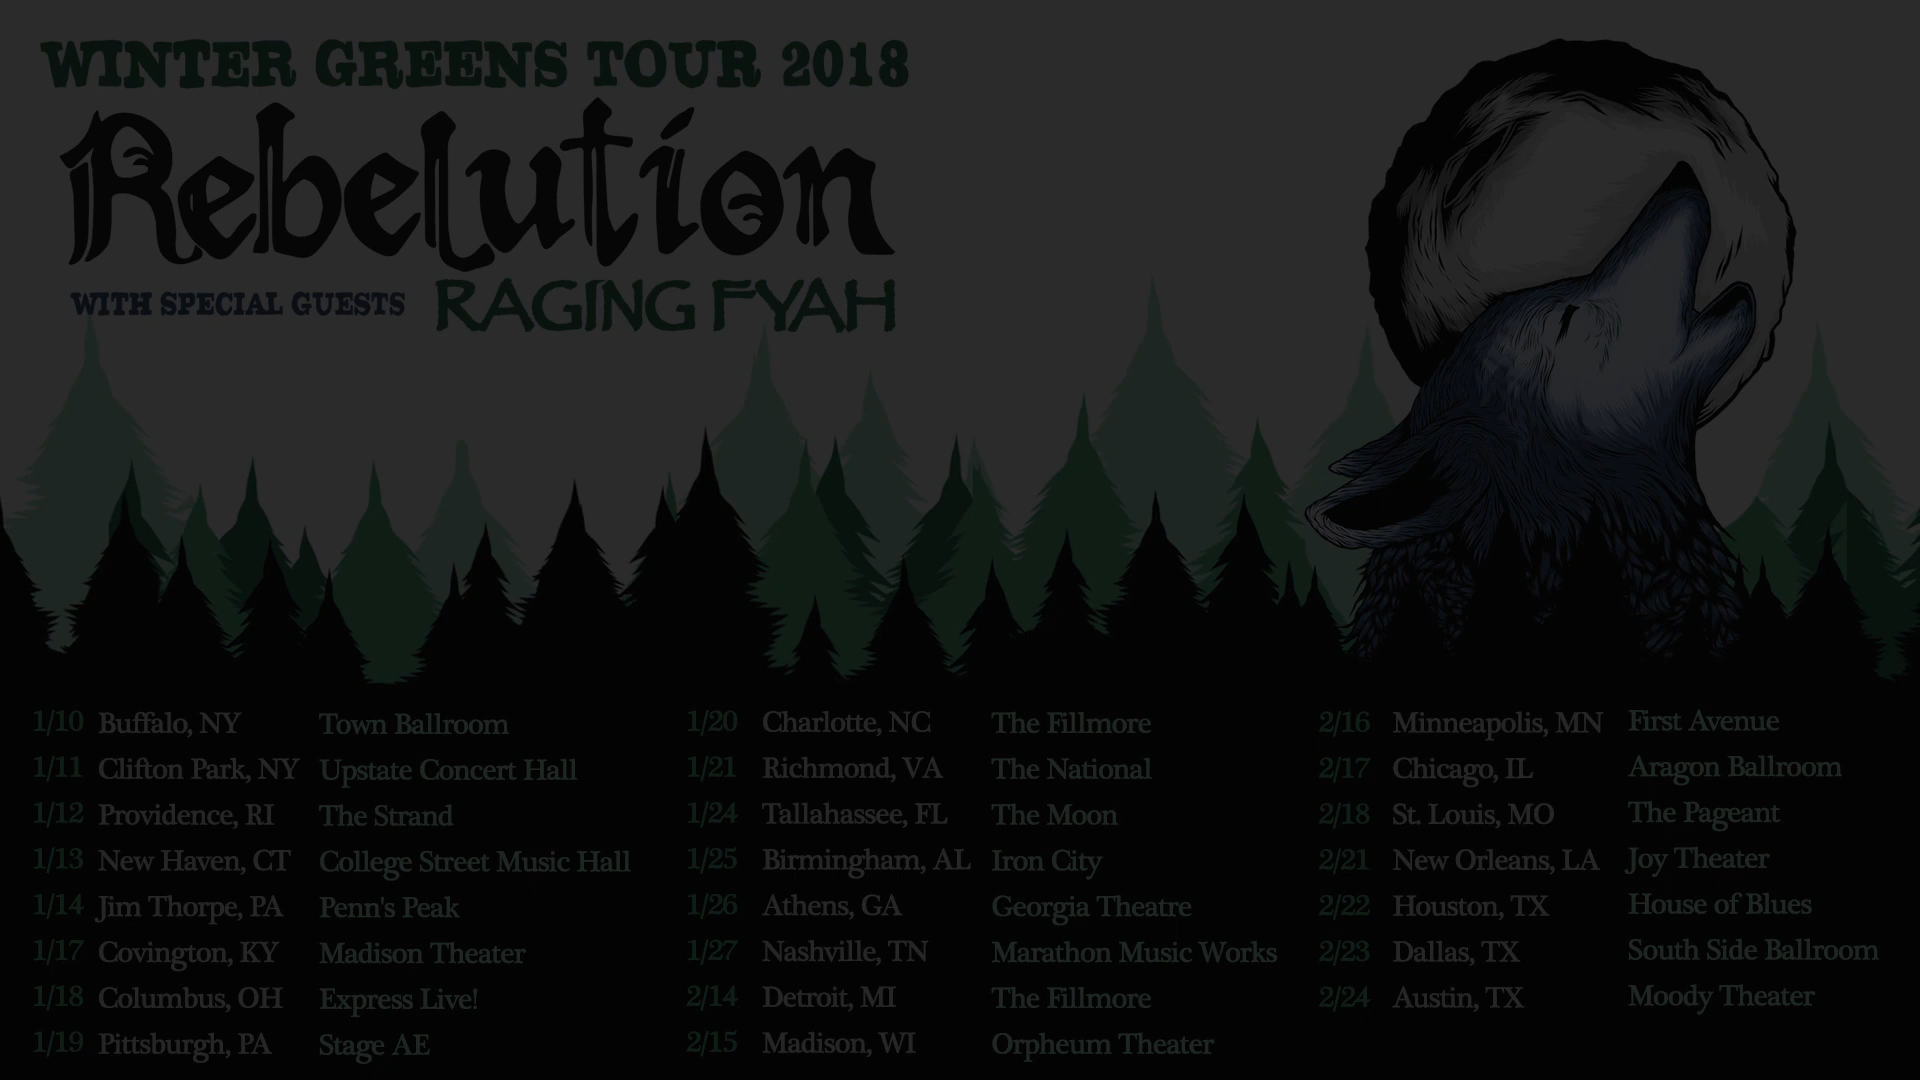 WINTER GREENS TOUR 2018
Rebelution
WITH SPECIAL GUESTS RAGING FYAH
1/10 Buffalo, NY Town Ballroom
1/11 Clifton Park, NY Upstate Concert Hall
1/12 Providence, RI The Strand
1/13 New Haven, CT College Street Music Hall
1/14 Jim Thorpe, PA Penn's Peak
1/17 Covington, KY Madison Theater
1/18 Columbus, OH Express Live!
1/19 Pittsburgh, PA Stage AE
1/20 Charlotte, NC The Fillmore
1/21 Richmond, VA The National
1/24 Tallahassee, FL The Moon
1/25 Birmingham, AL Iron City
1/26 Athens, GA Georgia Theatre
1/27 Nashville, TN Marathon Music Works
2/14 Detroit, MI The Fillmore
2/15 Madison, WI Orpheum Theater
2/16 Minneapolis, MN First Avenue
2/17 Chicago, IL Aragon Ballroom
2/18 St. Louis, MO The Pageant
2/21 New Orleans, LA Joy Theater
2/22 Houston, TX House of Blues
2/23 Dallas, TX South Side Ballroom
2/24 Austin, TX Moody Theater